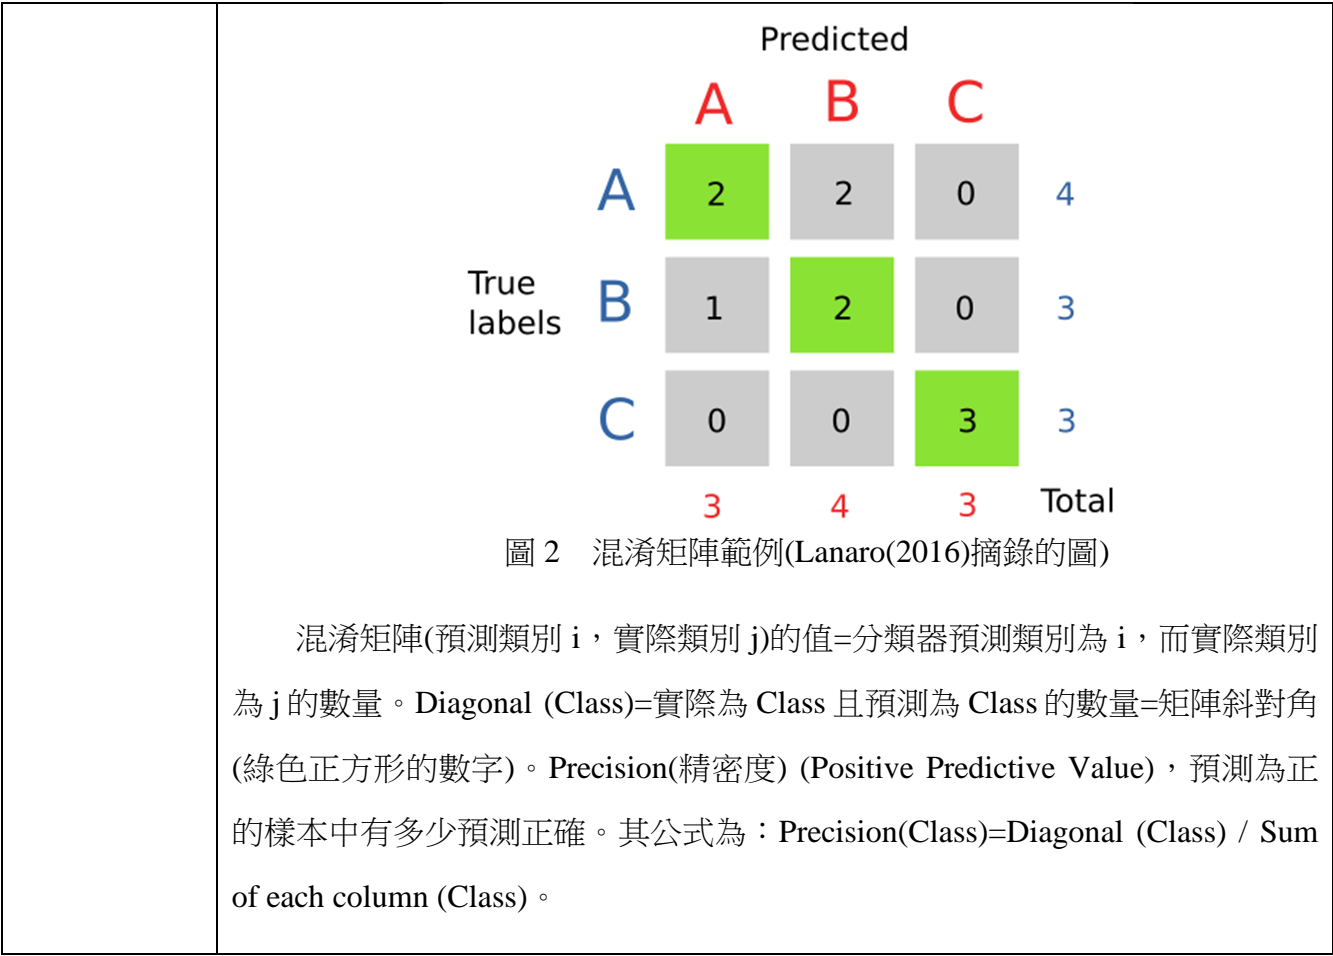 Predicted
A B C
A 2 2 0 4
True
labels
B 1 2 0 3
C 0 0 3 3
3 4 3 Total
圖 2 混淆矩陣範例(Lanaro(2016)摘錄的圖)
混淆矩陣(預測類別 i，實際類別 j)的值=分類器預測類別為 i，而實際類別
為 j 的數量。Diagonal (Class)=實際為 Class 且預測為 Class 的數量=矩陣斜對角
(綠色正方形的數字)。Precision(精密度) (Positive Predictive Value)，預測為正
的樣本中有多少預測正確。其公式為：Precision(Class)=Diagonal (Class) / Sum
of each column (Class)。